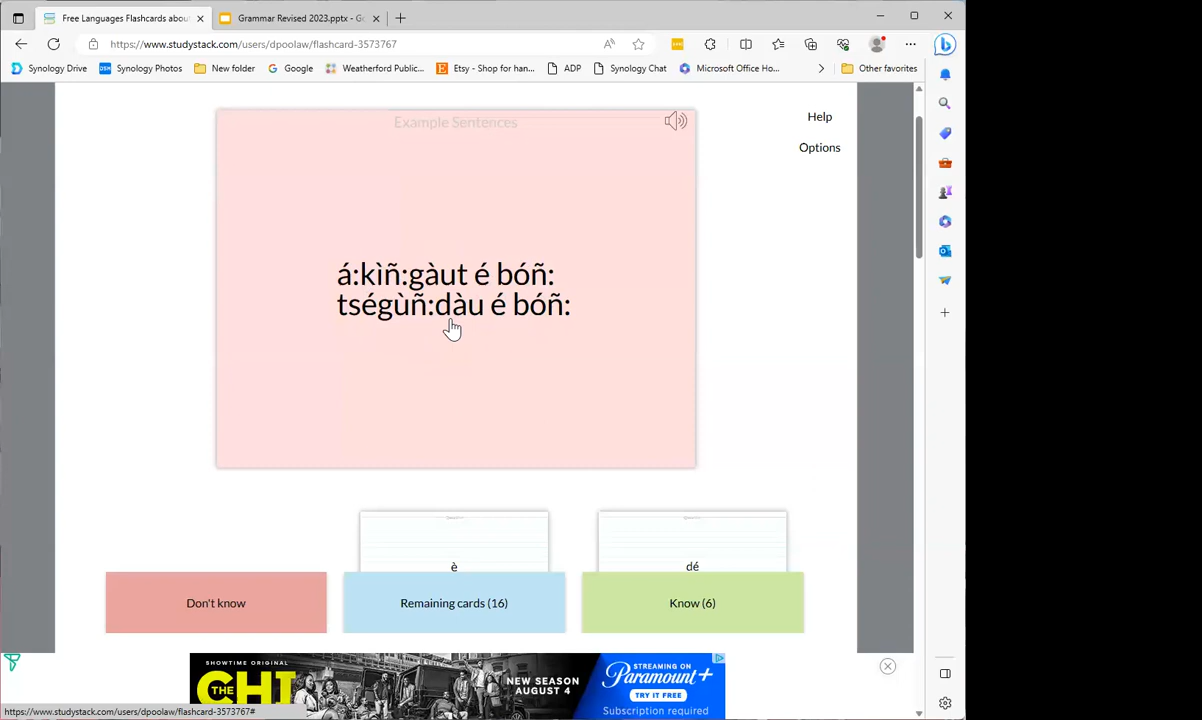 Free Languages Flashcards abou
Grammar Revised 2023.pptx - G
https://www.studystack.com/users/dpoolaw/flashcard-3573767
Synology Drive
Synology Photos
New folder
Google
Weatherford Public...
Etsy - Shop for han...
ADP
Synology Chat
Microsoft Office Ho...
Other favorites
Example Sentences
Help
Options
á:kìñ:gàut é bóñ:
tségùñ:dàu é bóñ:
è
dé
Don't know
Remaining cards (16)
Know (6)
SHOWTIME ORIGINAL
THE CHI
NEW SEASON
AUGUST 4
STREAMING ON
Paramount+
TRY IT FREE
Subscription required
https://www.studystack.com/users/dpoolaw/flashcard-3573767#